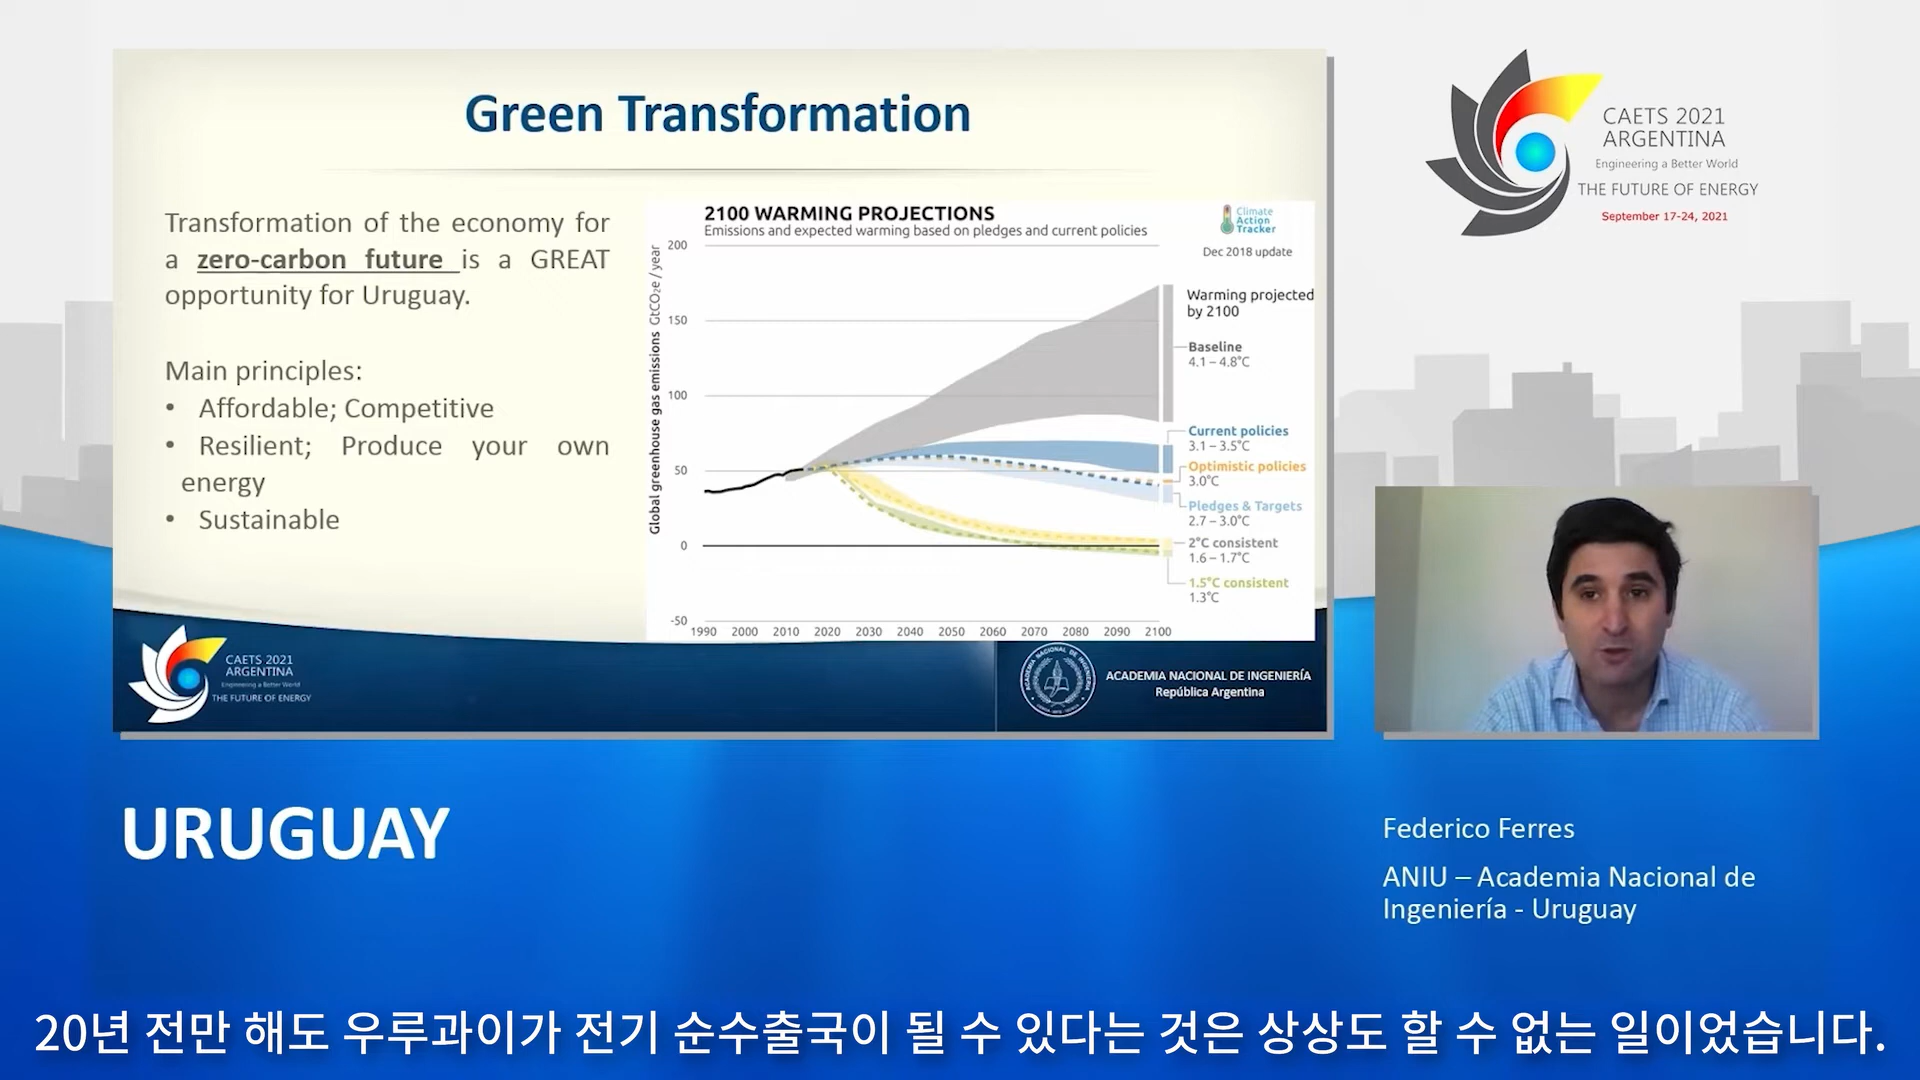 Green Transformation
Transformation of the economy for
a zero-carbon future is a GREAT
opportunity for Uruguay.
Main principles:
• Affordable; Competitive
• Resilient; Produce your own
energy
• Sustainable
2100 WARMING PROJECTIONS
Emissions and expected warming based on pledges and current policies
Climate
Action
Tracker
Dec 2018 update
Global greenhouse gas emissions GtCO₂e / year
200
150
100
50
0
-50
1990 2000 2010 2020 2030 2040 2050 2060 2070 2080 2090 2100
Warming projected
by 2100
Baseline
4.1 – 4.8°C
Current policies
3.1 – 3.5°C
Optimistic policies
3.0°C
Pledges & Targets
2.7 – 3.0°C
2°C consistent
1.6 – 1.7°C
1.5°C consistent
1.3°C
CAETS 2021
ARGENTINA
Engineering a Better World
THE FUTURE OF ENERGY
ACADEMIA NACIONAL DE INGENIERÍA
República Argentina
CAETS 2021
ARGENTINA
Engineering a Better World
THE FUTURE OF ENERGY
September 17-24, 2021
URUGUAY
Federico Ferres
ANIU – Academia Nacional de
Ingeniería - Uruguay
20년 전만 해도 우루과이가 전기 순수출국이 될 수 있다는 것은 상상도 할 수 없는 일이었습니다.